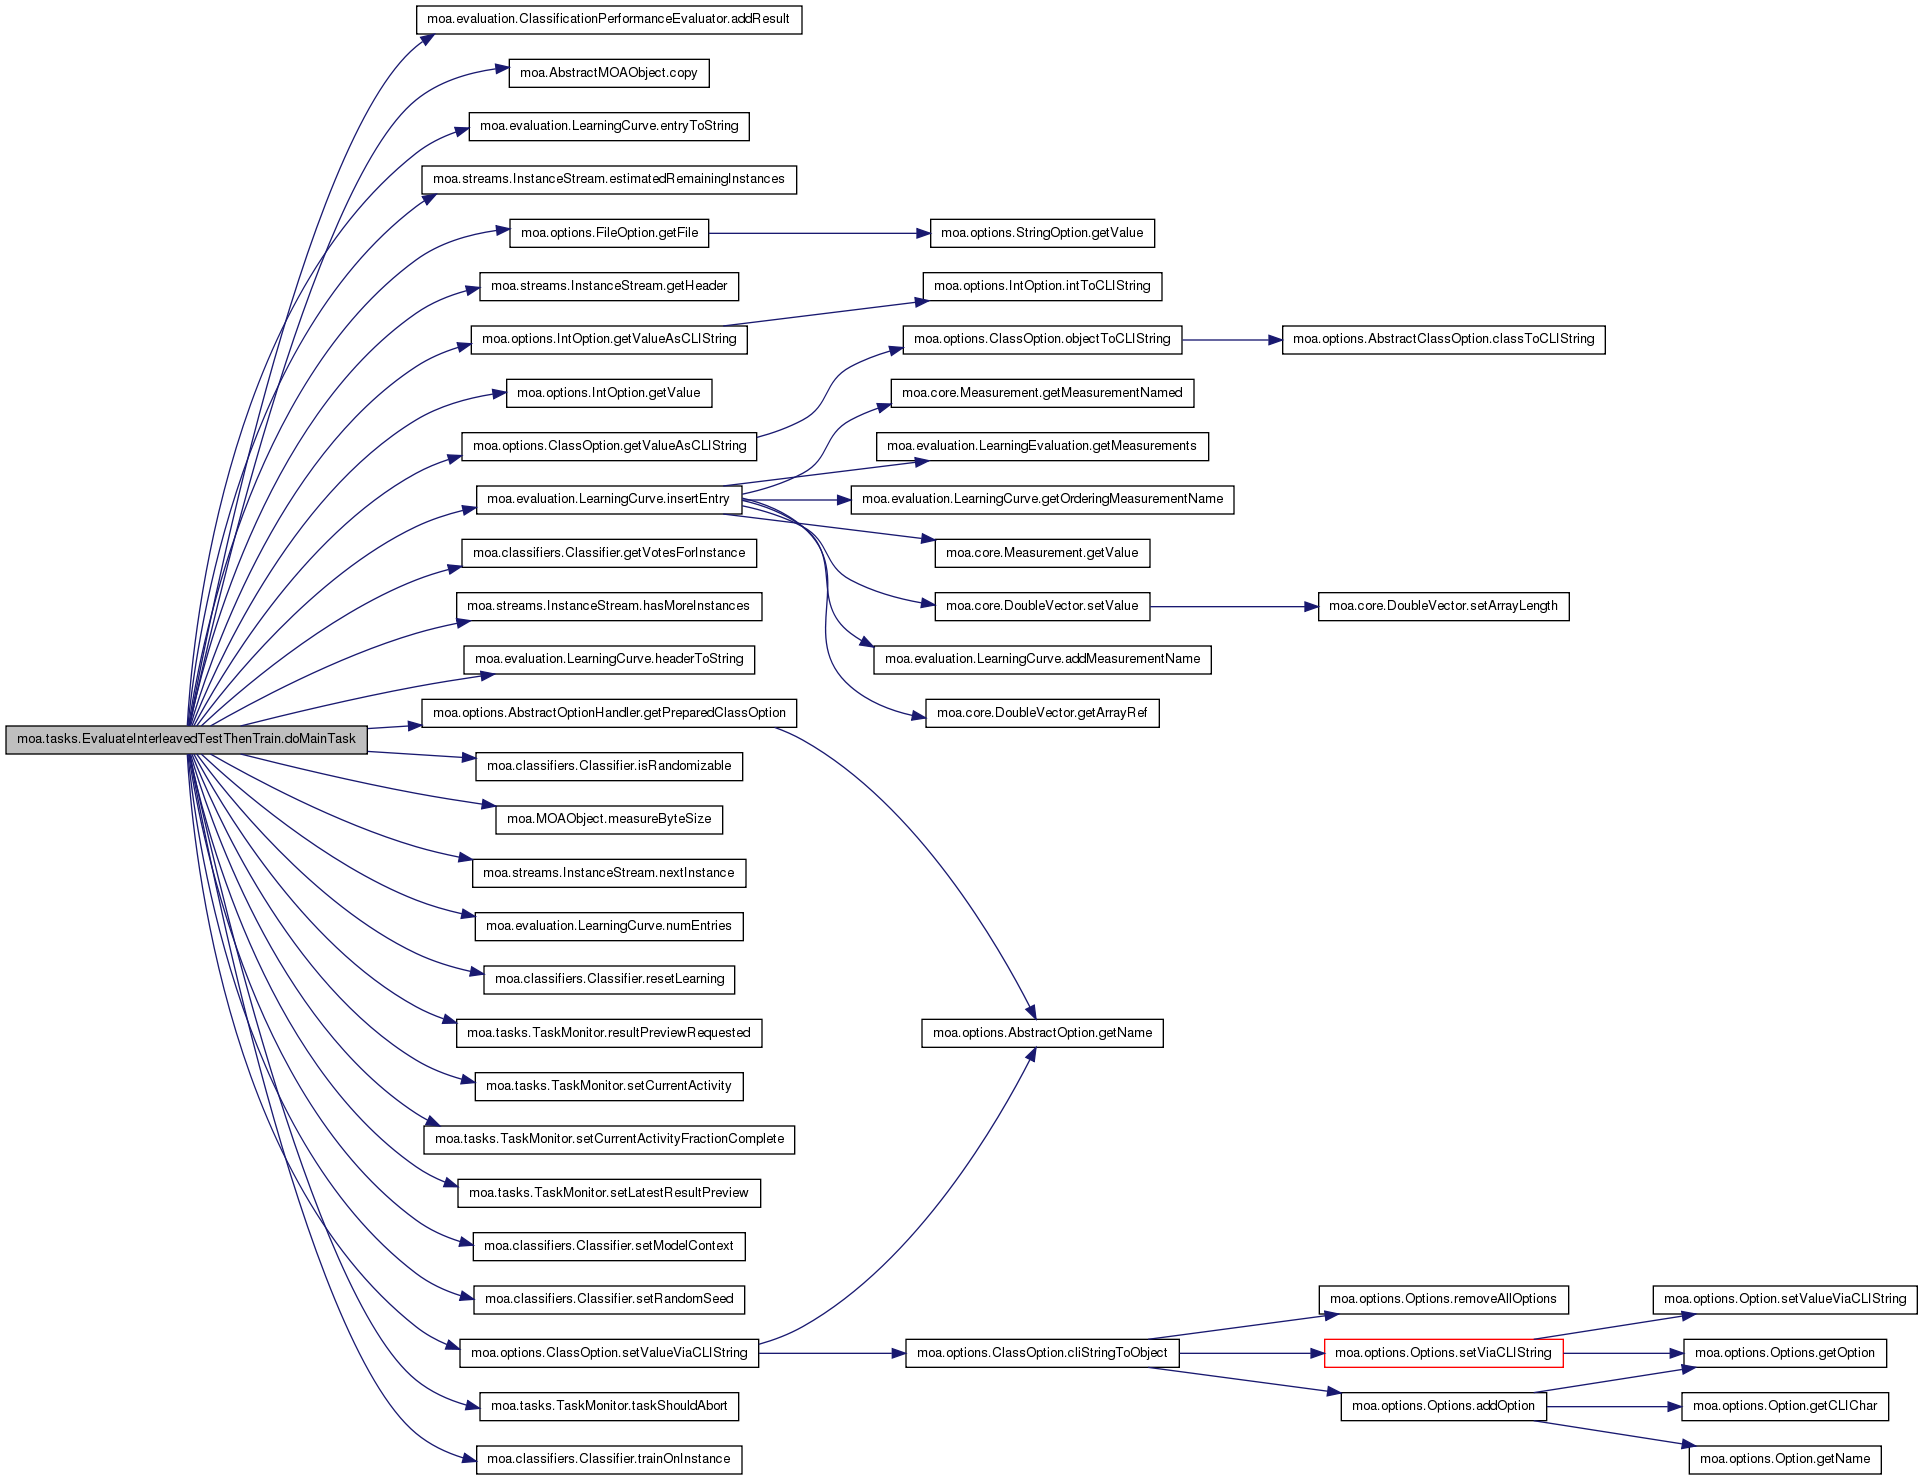 moa.evaluation.ClassificationPerformanceEvaluator.addResult
moa.AbstractMOAObject.copy
moa.evaluation.LearningCurve.entryToString
moa.streams.InstanceStream.estimatedRemainingInstances
moa.options.FileOption.getFile
moa.options.StringOption.getValue
moa.streams.InstanceStream.getHeader
moa.options.IntOption.intToCLIString
moa.options.IntOption.getValueAsCLIString
moa.options.ClassOption.objectToCLIString
moa.options.AbstractClassOption.classToCLIString
moa.options.IntOption.getValue
moa.core.Measurement.getMeasurementNamed
moa.options.ClassOption.getValueAsCLIString
moa.evaluation.LearningEvaluation.getMeasurements
moa.evaluation.LearningCurve.insertEntry
moa.evaluation.LearningCurve.getOrderingMeasurementName
moa.classifiers.Classifier.getVotesForInstance
moa.core.Measurement.getValue
moa.streams.InstanceStream.hasMoreInstances
moa.core.DoubleVector.setValue
moa.core.DoubleVector.setArrayLength
moa.evaluation.LearningCurve.headerToString
moa.evaluation.LearningCurve.addMeasurementName
moa.options.AbstractOptionHandler.getPreparedClassOption
moa.core.DoubleVector.getArrayRef
moa.tasks.EvaluateInterleavedTestThenTrain.doMainTask
moa.classifiers.Classifier.isRandomizable
moa.MOAObject.measureByteSize
moa.streams.InstanceStream.nextInstance
moa.evaluation.LearningCurve.numEntries
moa.classifiers.Classifier.resetLearning
moa.tasks.TaskMonitor.resultPreviewRequested
moa.options.AbstractOption.getName
moa.tasks.TaskMonitor.setCurrentActivity
moa.tasks.TaskMonitor.setCurrentActivityFractionComplete
moa.tasks.TaskMonitor.setLatestResultPreview
moa.classifiers.Classifier.setModelContext
moa.classifiers.Classifier.setRandomSeed
moa.options.Options.removeAllOptions
moa.options.Option.setValueViaCLIString
moa.options.ClassOption.setValueViaCLIString
moa.options.ClassOption.cliStringToObject
moa.options.Options.setViaCLIString
moa.options.Options.getOption
moa.tasks.TaskMonitor.taskShouldAbort
moa.options.Options.addOption
moa.options.Option.getCLIChar
moa.classifiers.Classifier.trainOnInstance
moa.options.Option.getName